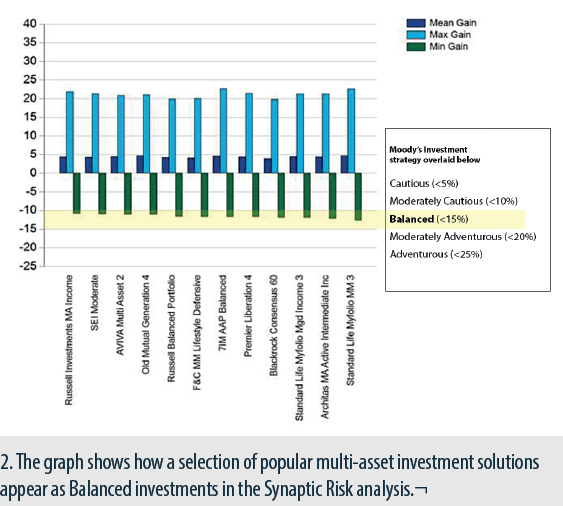 40
35
30
25
20
15
10
5
0
-5
-10
-15
-20
-25
Mean Gain
Max Gain
Min Gain
Russell Investments MA Income
SEI Moderate
AVIVA Multi Asset 2
Old Mutual Generation 4
Russell Balanced Portfolio
F&C MM Lifestyle Defensive
7IM AAP Balanced
Premier Liberation 4
Blackrock Consensus 60
Standard Life Myfolio Mgd Income 3
Architas MA Active Intermediate Inc
Standard Life Myfolio MM 3
Moody's Investment
strategy overlaid below
Cautious (<5%)
Moderately Cautious (<10%)
Balanced (<15%)
Moderately Adventurous (<20%)
Adventurous (<25%)
2. The graph shows how a selection of popular multi-asset investment solutions
appear as Balanced investments in the Synaptic Risk analysis.¬